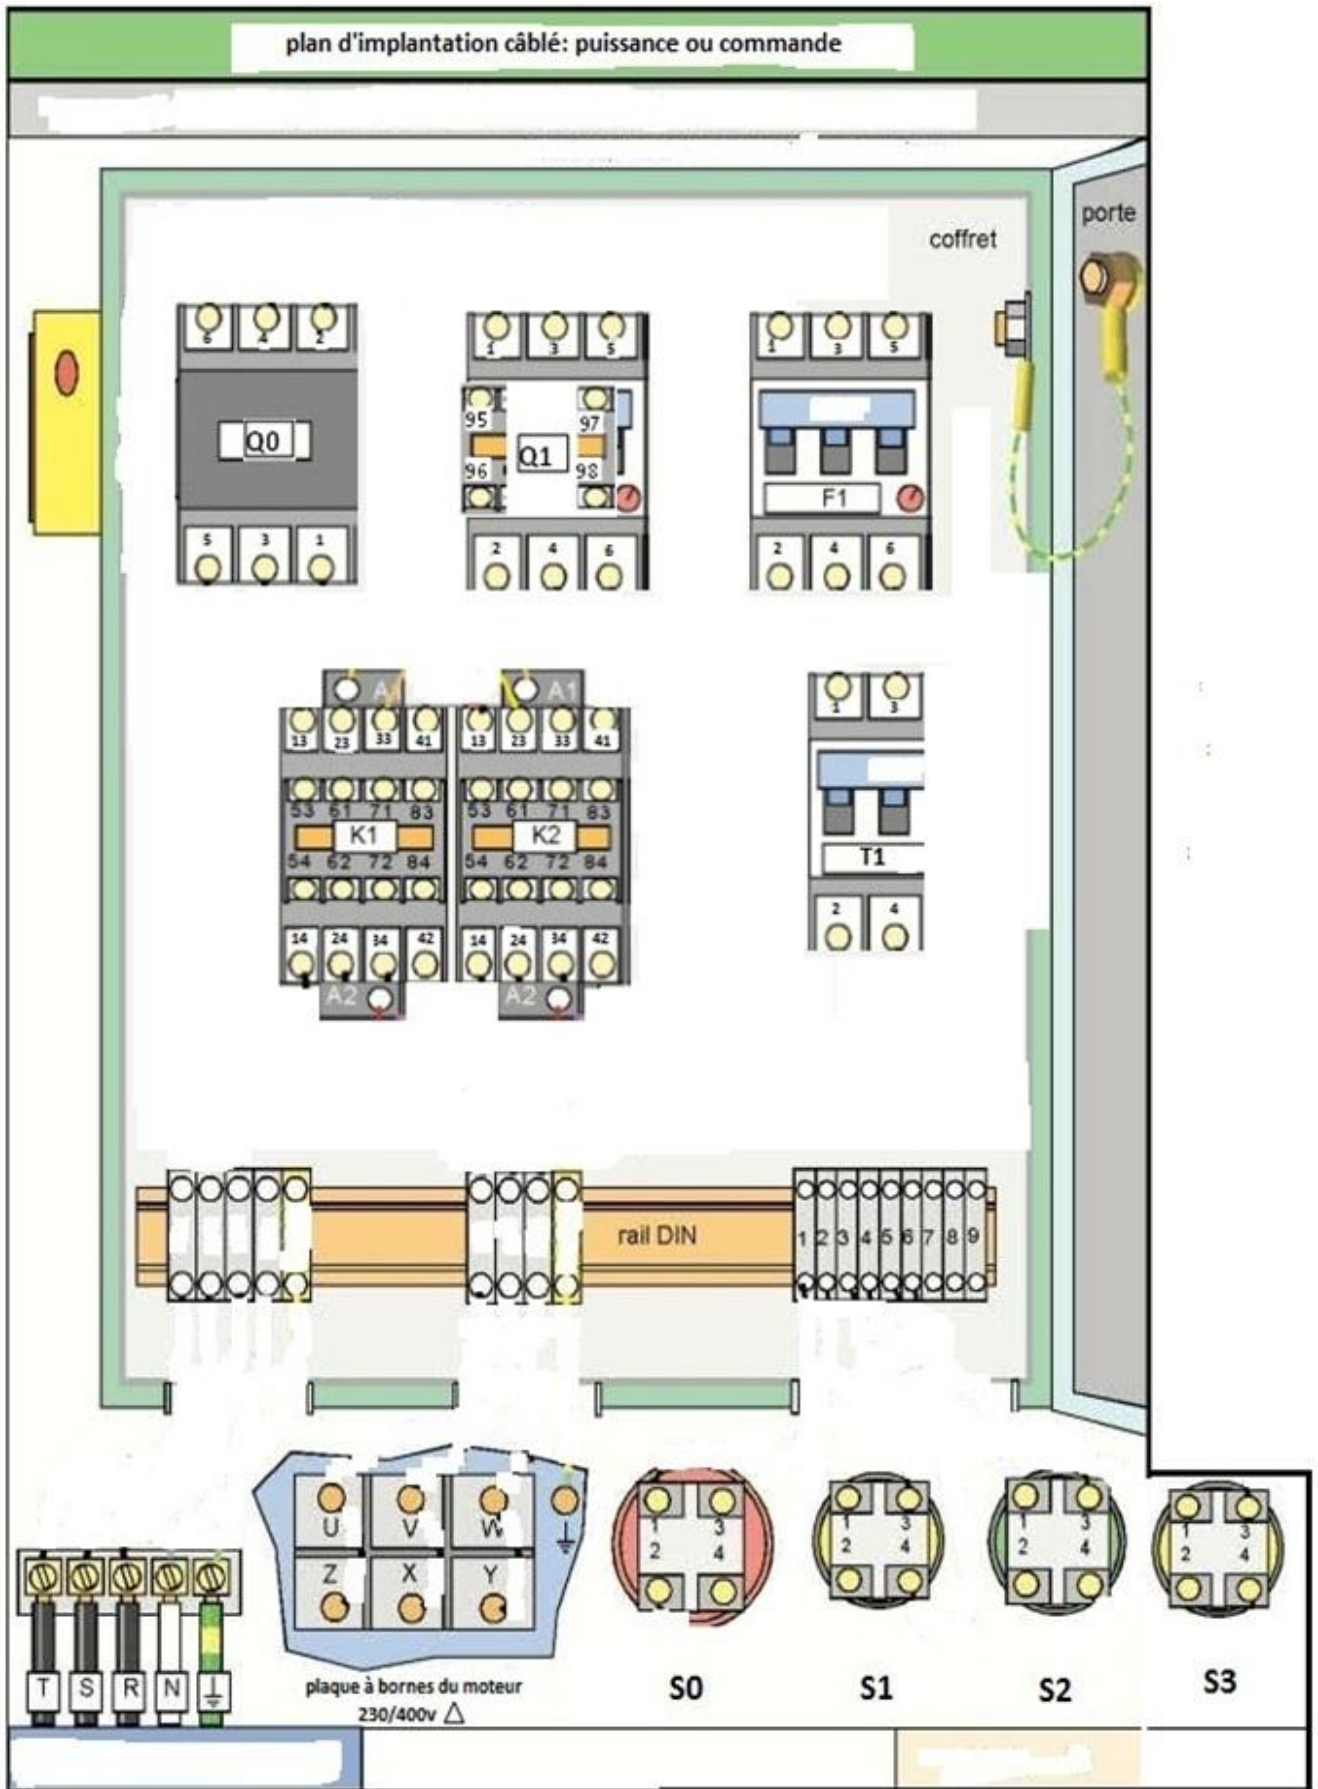 plan d'implantation câblé: puissance ou commande
porte
coffret
6 4 2
1 3 5
1 3 5
Q0
95 97
Q1
96 98
F1
5 3 1
2 4 6
2 4 6
A1 A1
13 23 33 41 13 23 33 41
1 3
53 61 71 83 53 61 71 83
K1 K2
54 62 72 84 54 62 72 84
T1
14 24 34 42 14 24 34 42
2 4
A2 A2
rail DIN
1 2 3 4 5 6 7 8 9
U V W
Z X Y
1 3
2 4
1 3
2 4
1 3
2 4
1 3
2 4
T S R N
plaque à bornes du moteur
230/400v △
S0 S1 S2 S3